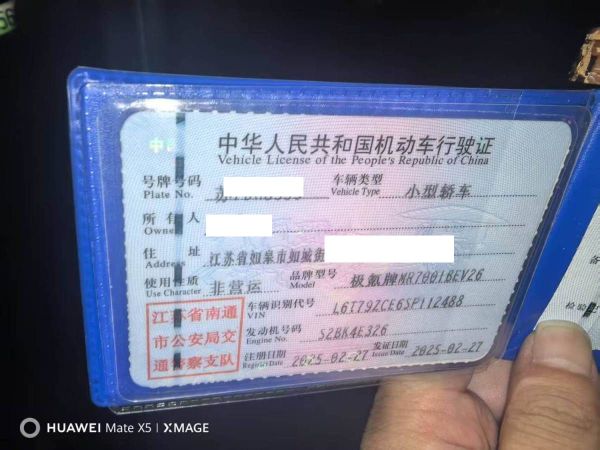 中华人民共和国机动车行驶证
Vehicle License of the People's Republic of China
号牌号码 Plate No. 苏
车辆类型 Vehicle Type 小型轿车
所有人 Owner
住址 Address 江苏省如皋市如城街
使用性质 Use Character 非营运
品牌型号 Model 极氪牌MR7001BEV26
江苏省南通
市公安局交
通警察支队
车辆识别代号 VIN L6T79ZCE6SP112488
发动机号码 Engine No. S2BK4E326
注册日期 Register Date 2025-02-27
发证日期 Issue Date 2025-02-27
检验
HUAWEI Mate X5 | XMAGE